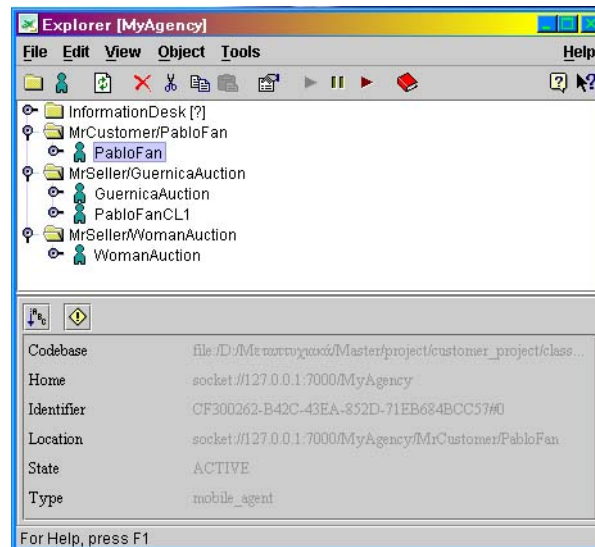 Explorer [MyAgency]
File Edit View Object Tools Help
InformationDesk [?]
MrCustomer/PabloFan
PabloFan
MrSeller/GuernicaAuction
GuernicaAuction
PabloFanCL1
MrSeller/WomanAuction
WomanAuction
Codebase file:/D:/Μεταπτυχιακό/Master/project/customer_project/class...
Home socket://127.0.0.1:7000/MyAgency
Identifier CF300262-B42C-43EA-852D-71EB684BCC57#0
Location socket://127.0.0.1:7000/MyAgency/MrCustomer/PabloFan
State ACTIVE
Type mobile_agent
For Help, press F1